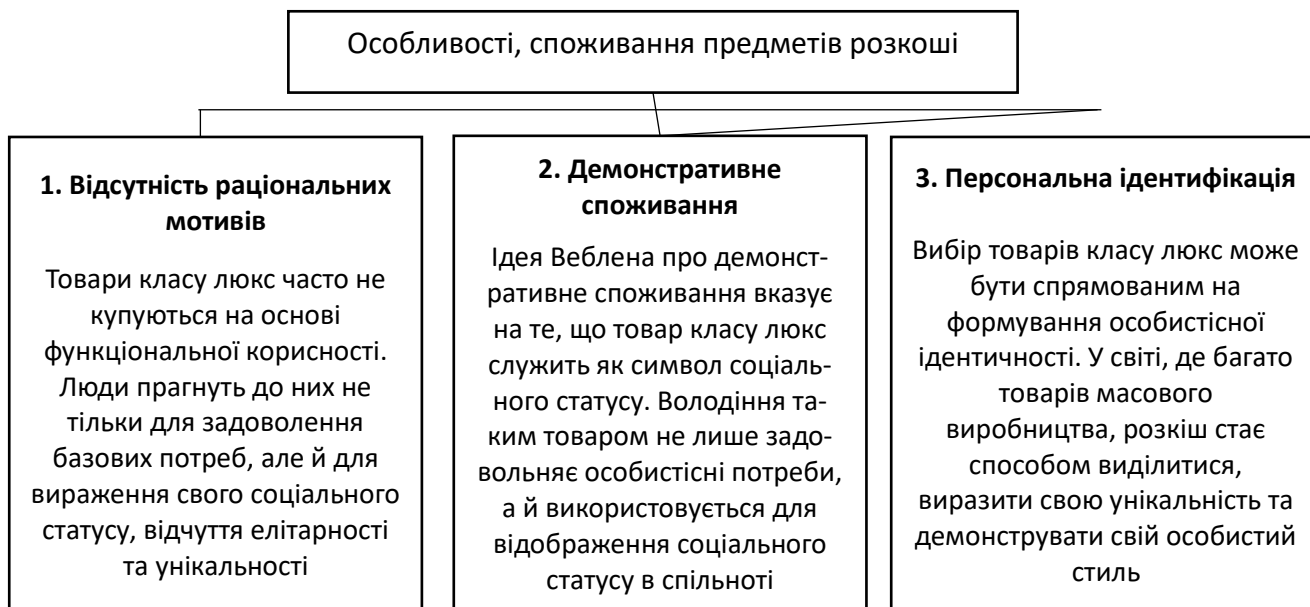 Особливості, споживання предметів розкоші
1. Відсутність раціональних
мотивів
Товари класу люкс часто не
купуються на основі
функціональної корисності.
Люди прагнуть до них не
тільки для задоволення
базових потреб, але й для
вираження свого соціального
статусу, відчуття елітарності
та унікальності
2. Демонстративне
споживання
Ідея Веблена про демонст-
ративне споживання вказує
на те, що товар класу люкс
служить як символ соціаль-
ного статусу. Володіння та-
ким товаром не лише задо-
вольняє особистісні потреби,
а й використовується для
відображення соціального
статусу в спільноті
3. Персональна ідентифікація
Вибір товарів класу люкс може
бути спрямованим на
формування особистісної
ідентичності. У світі, де багато
товарів масового
виробництва, розкіш стає
способом виділитися,
виразити свою унікальність та
демонструвати свій особистий
стиль